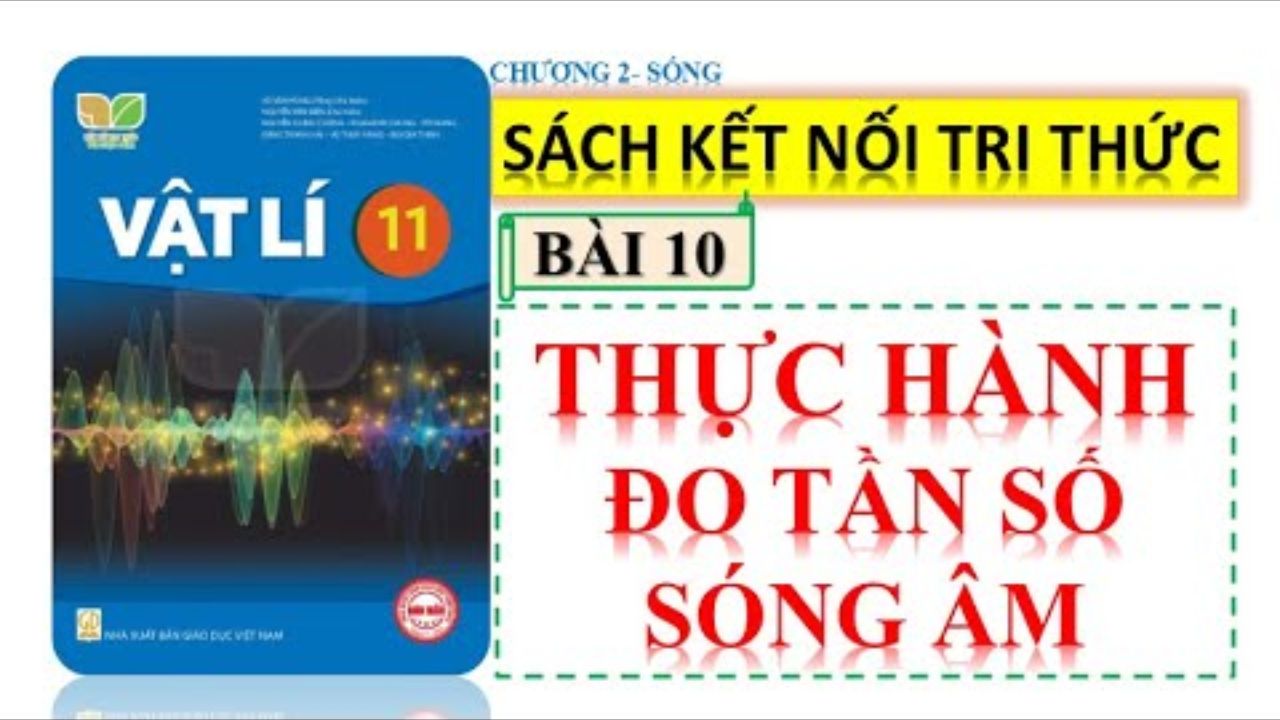 CHƯƠNG 2- SÓNG
SÁCH KẾT NỐI TRI THỨC
VẬT LÍ 11
BÀI 10
THỰC HÀNH
ĐO TẦN SỐ
SÓNG ÂM
NHÀ XUẤT BẢN GIÁO DỤC VIỆT NAM